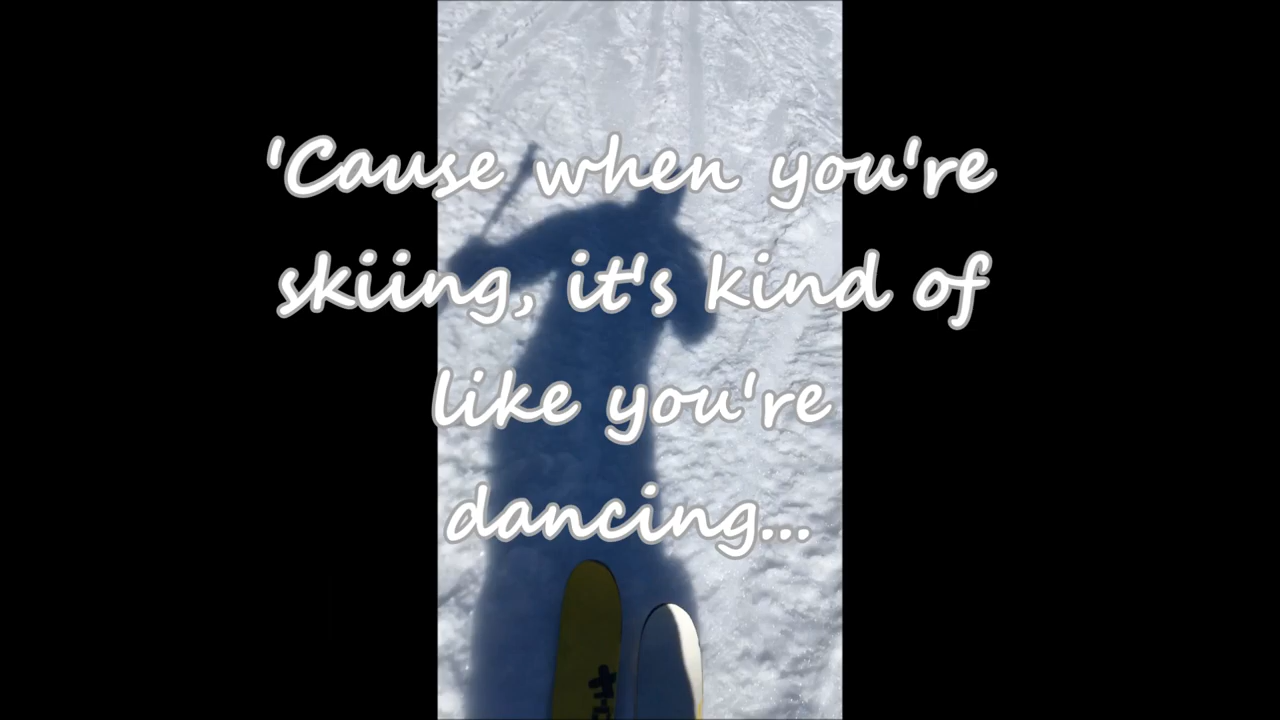 'Cause when you're
skiing, it's kind of
like you're
dancing...